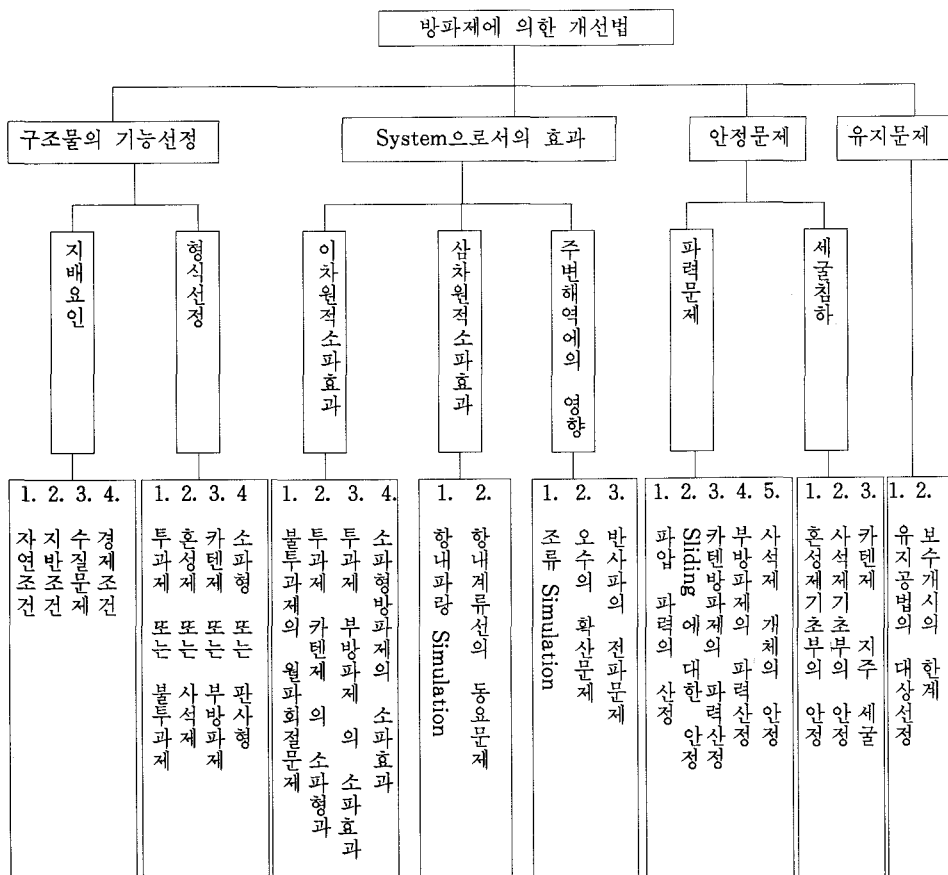 방파제에 의한 개선법
구조물의 기능선정
System으로서의 효과
안정문제
유지문제
지배요인
형식선정
이차원적소파효과
삼차원적소파효과
주변해역에의 영향
파력문제
세굴침하
1. 자연조건
2. 지반조건
3. 수질문제
4. 경제조건
1. 투과제 또는 불투과제
2. 혼성제 또는 사석제
3. 카텐제 또는 부방파제
4 소파형 또는 판사형
1. 불투과제의 월파회절문제
2. 투과제 카텐제 의 소파형과
3. 투과제 부방파제 의 소파효과
4. 소파형방파제의 소파효과
1. 항내파랑 Simulation
2. 항내계류선의 동요문제
1. 조류 Simulation
2. 오수의 확산문제
3. 반사파의 전파문제
1. 파압 파력의 산정
2. Sliding 에 대한 안정
3. 카텐방파제의 파력산정
4. 부방파제의 파력산정
5. 사석제 개체의 안정
1. 혼성제기초부의 안정
2. 사석제기초부의 안정
3. 카텐제 지주 세굴
1. 유지공법의 대상선정
2. 보수개시의 한계